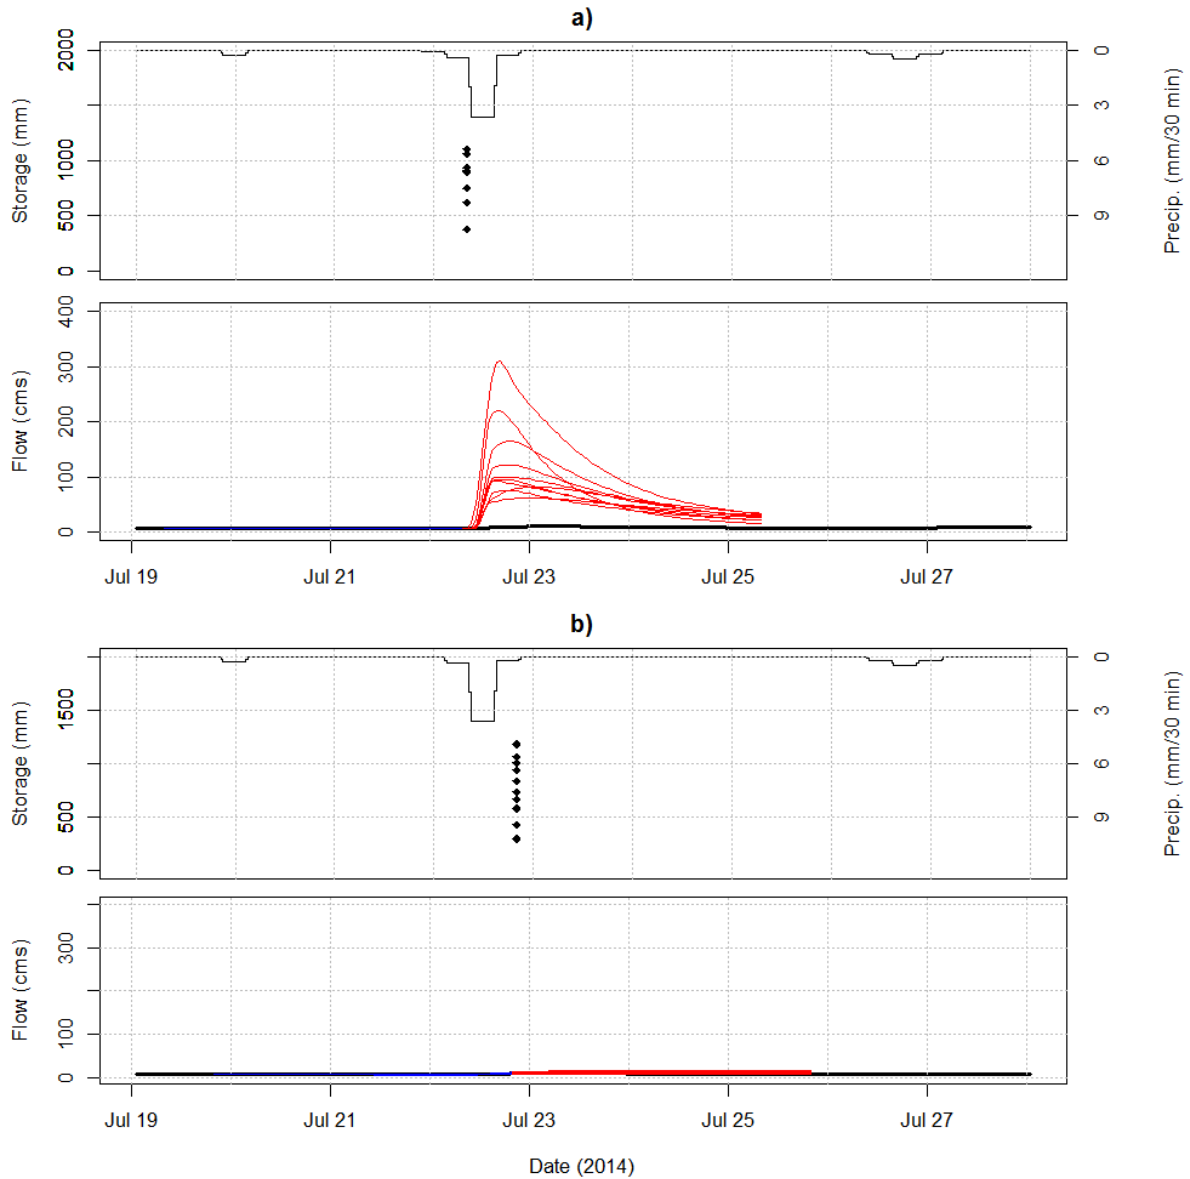 a)
Storage (mm)
0 500 1000 2000
Precip. (mm/30 min)
0 3 6 9
Flow (cms)
0 100 200 300 400
Jul 19 Jul 21 Jul 23 Jul 25 Jul 27
b)
Storage (mm)
0 500 1500
Precip. (mm/30 min)
0 3 6 9
Flow (cms)
0 100 300
Jul 19 Jul 21 Jul 23 Jul 25 Jul 27
Date (2014)